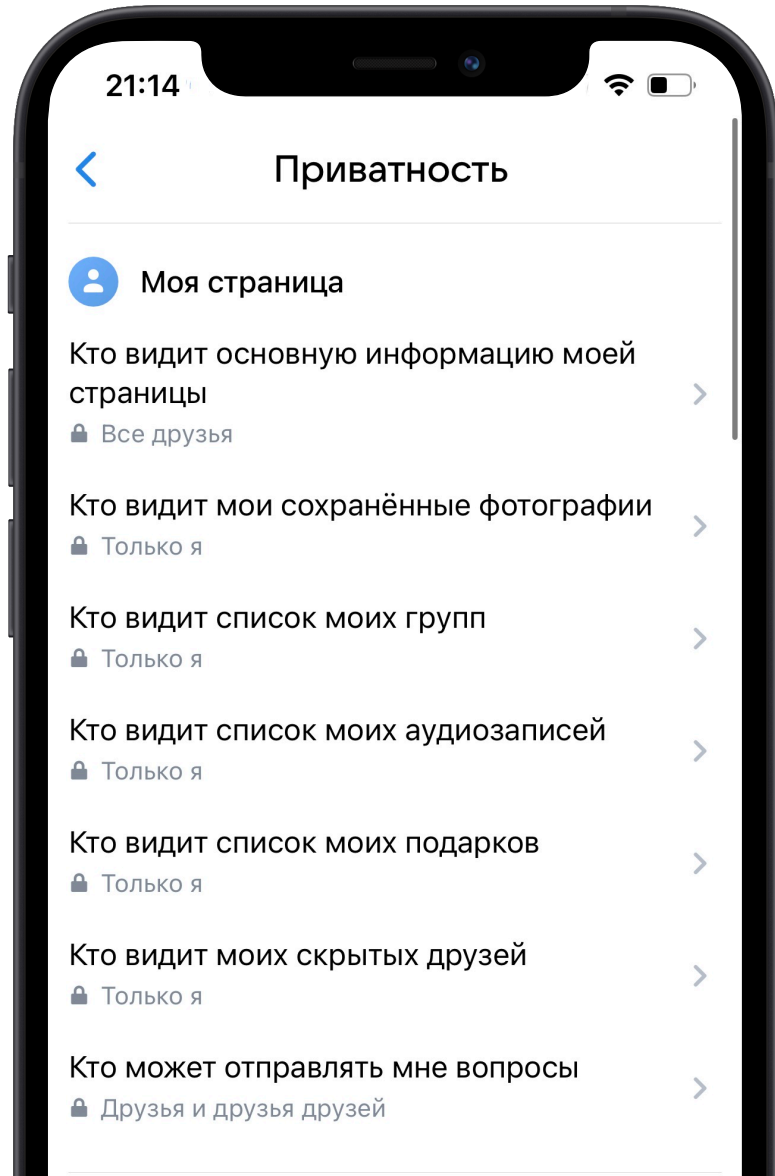 21:14
Приватность
Моя страница
Кто видит основную информацию моей
страницы
Все друзья
Кто видит мои сохранённые фотографии
Только я
Кто видит список моих групп
Только я
Кто видит список моих аудиозаписей
Только я
Кто видит список моих подарков
Только я
Кто видит моих скрытых друзей
Только я
Кто может отправлять мне вопросы
Друзья и друзья друзей